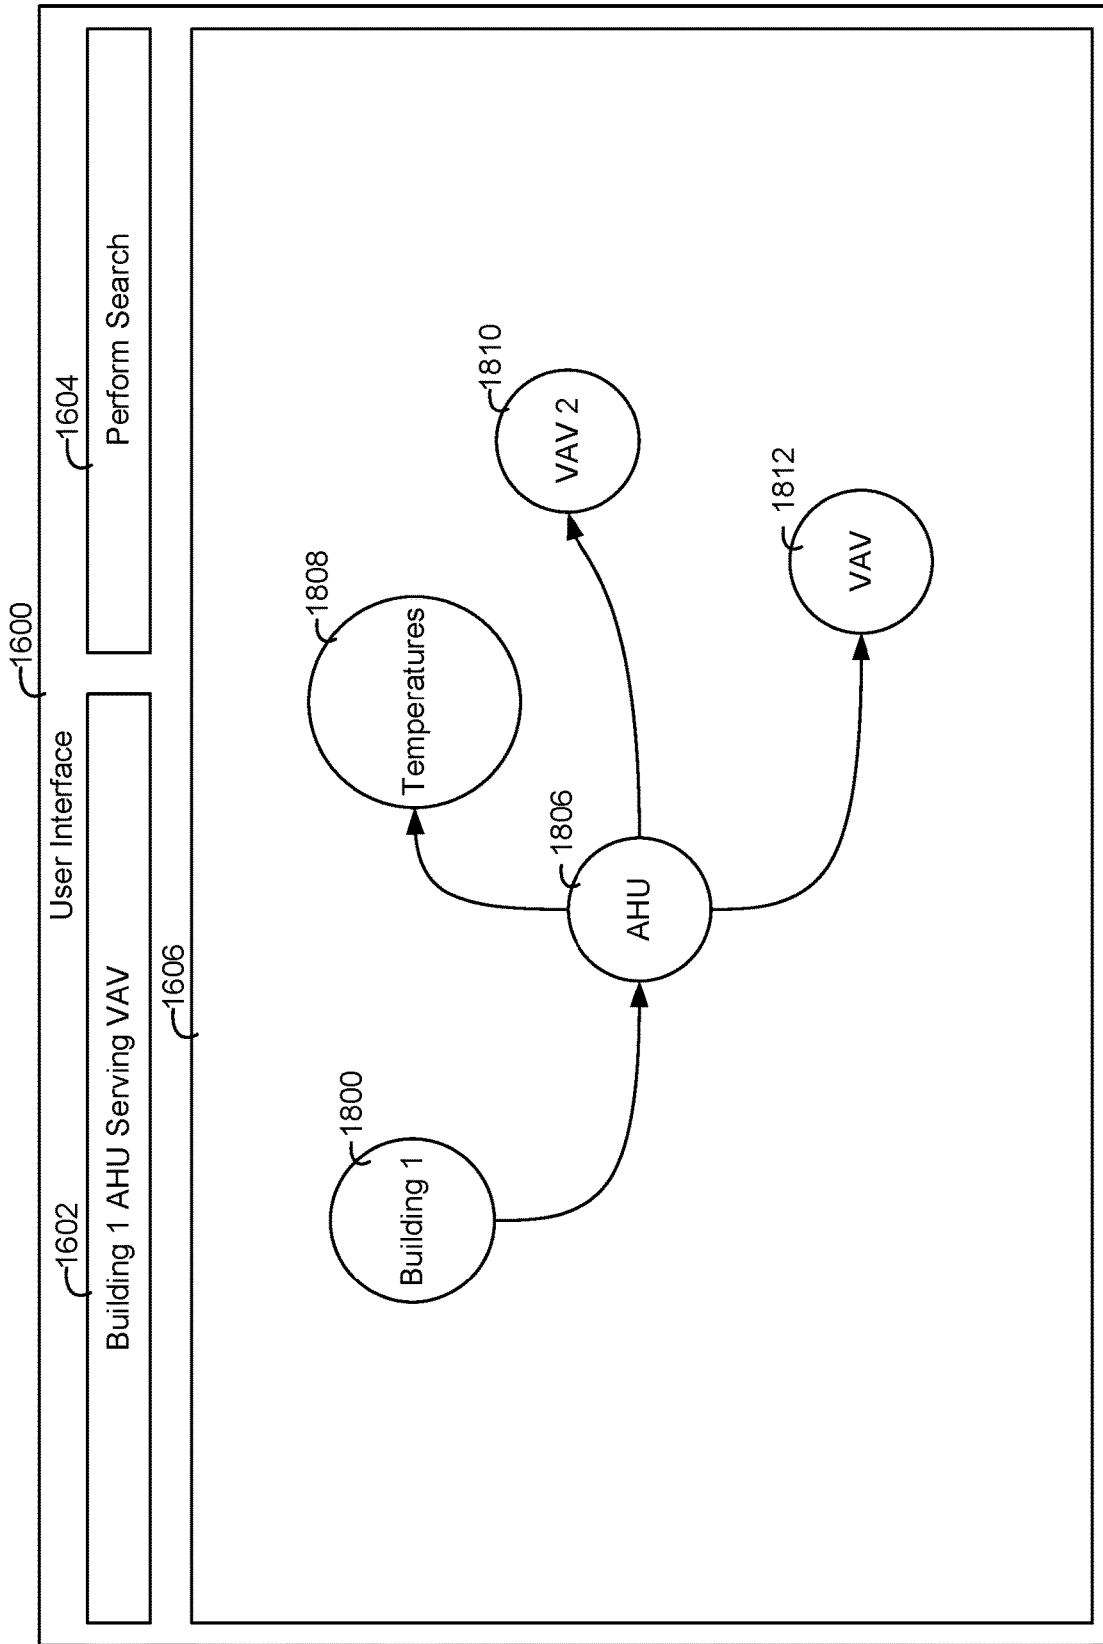 1600
User Interface
1602
1604
Building 1 AHU Serving VAV
Perform Search
1606
1800
Building 1
1808
Temperatures
1810
VAV 2
1806
AHU
1812
VAV